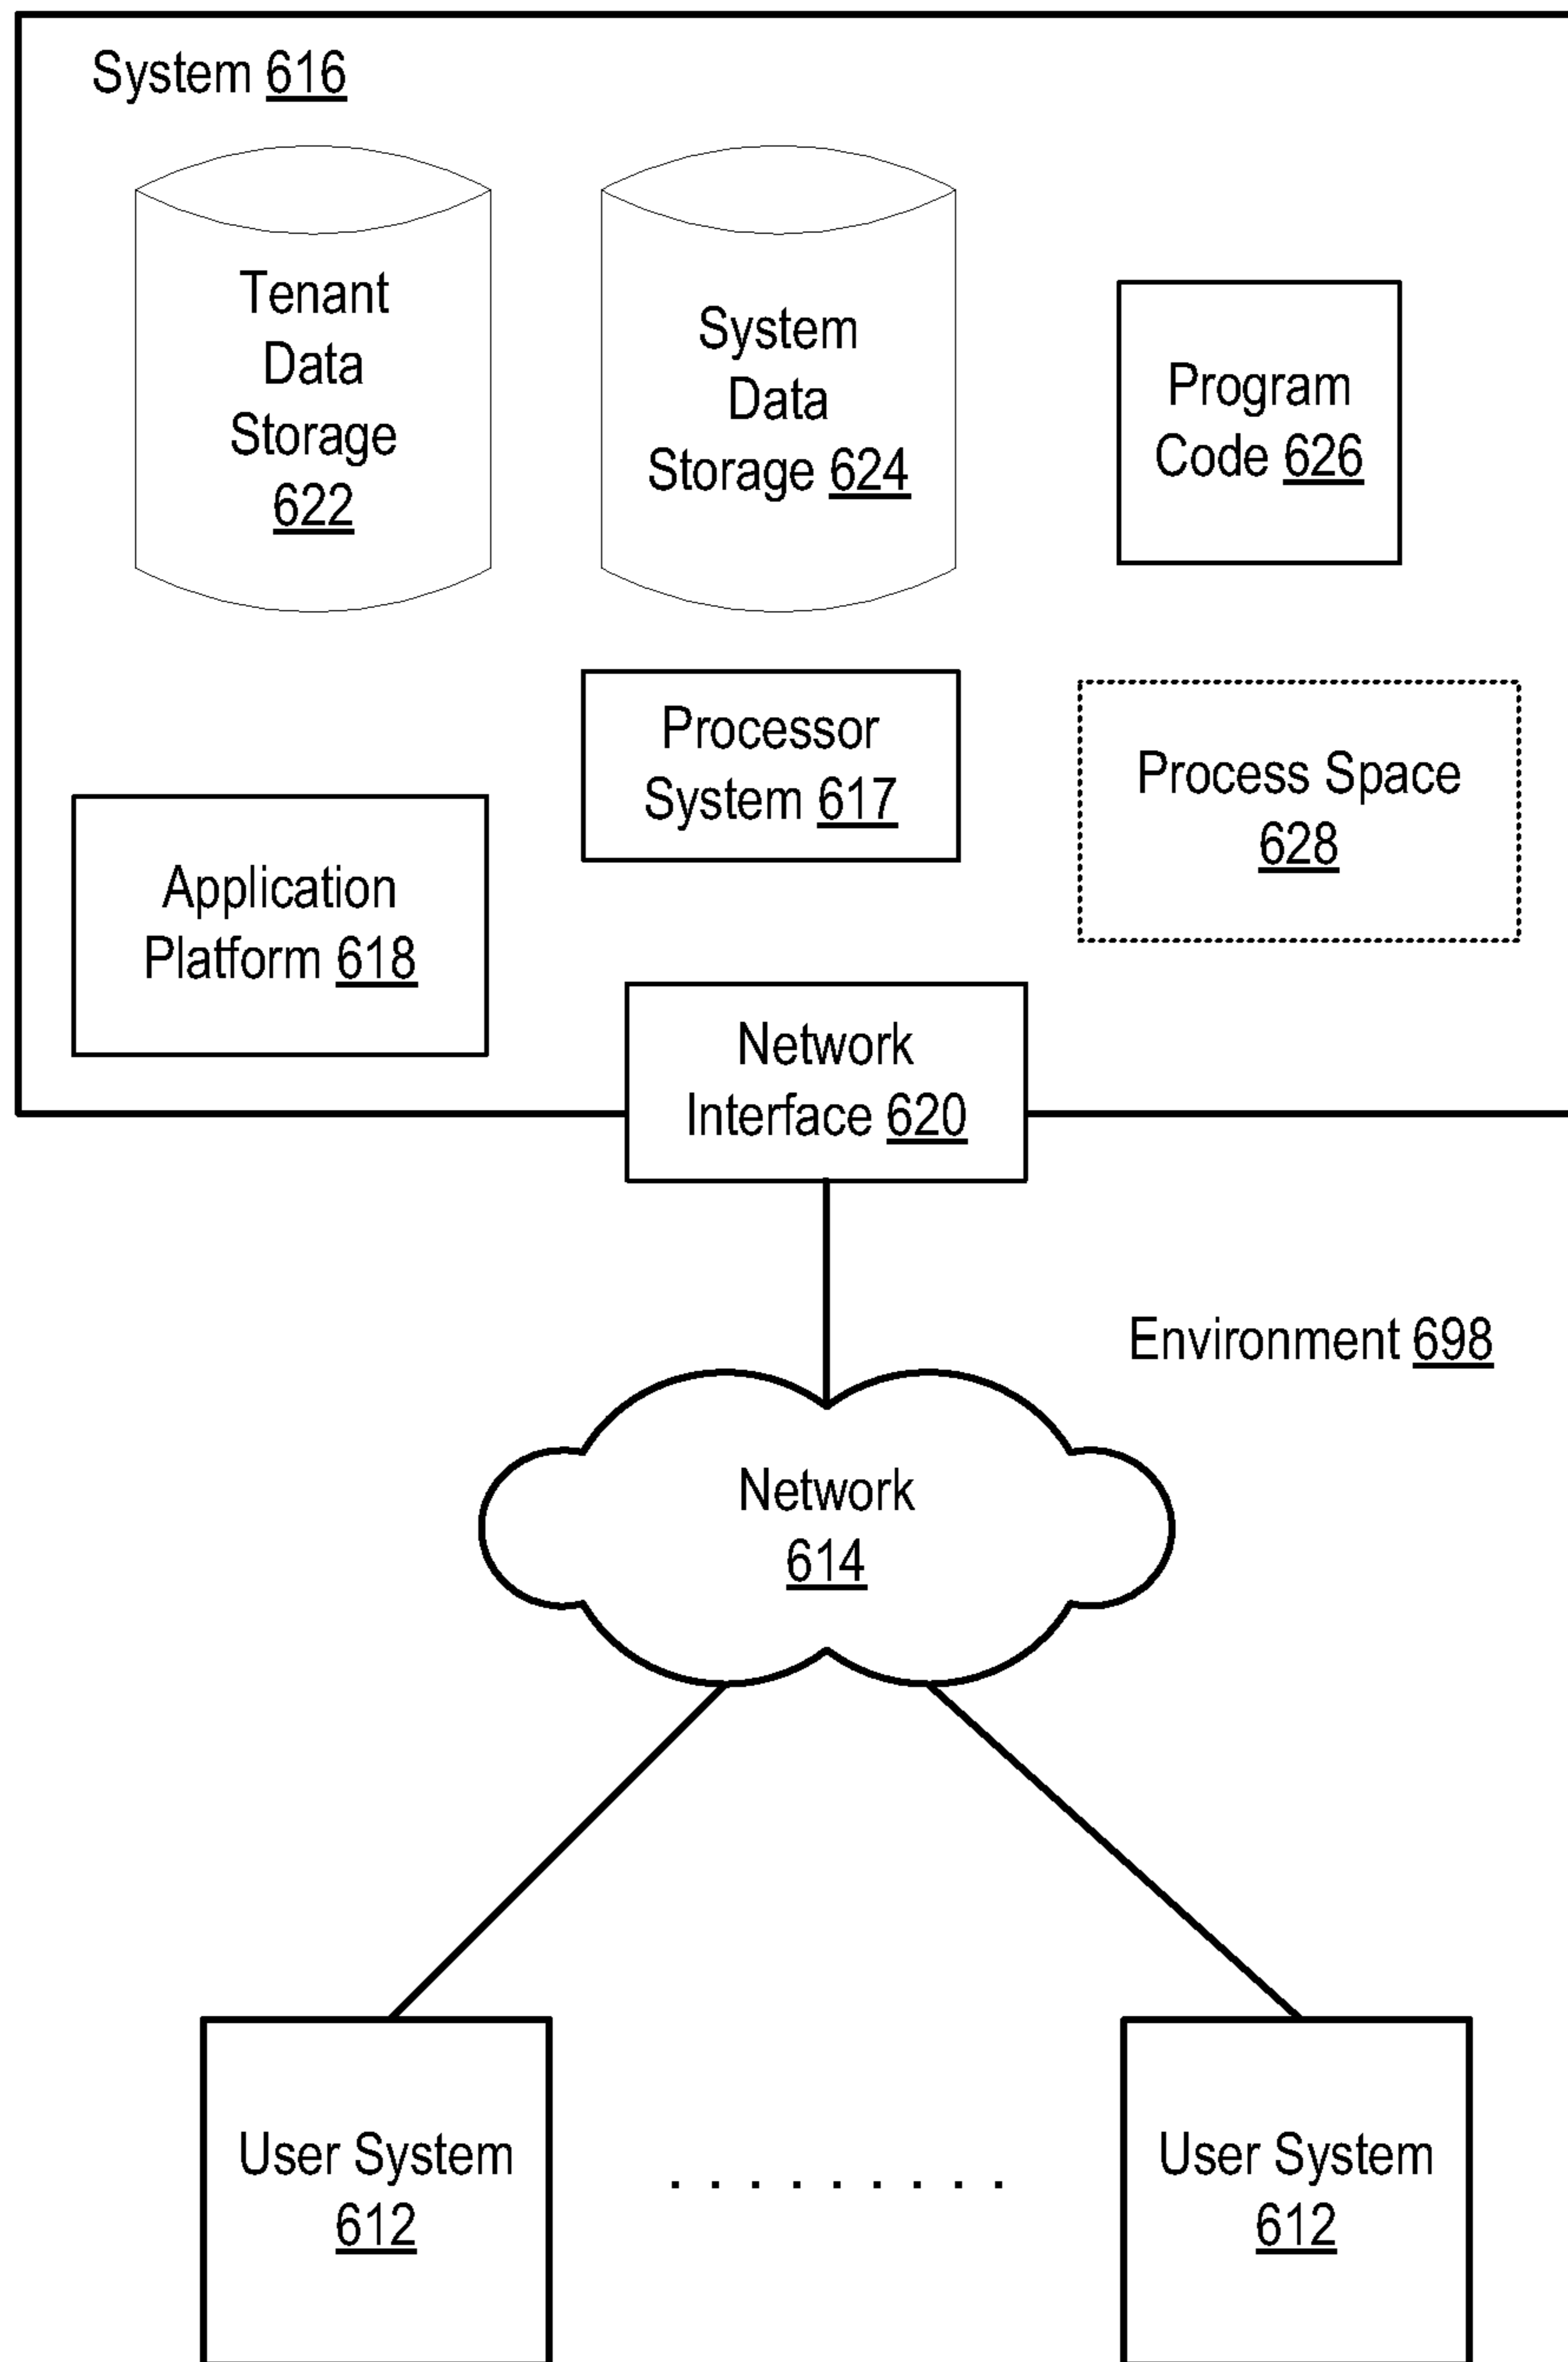 System 616
Tenant
Data
Storage
622
System
Data
Storage 624
Program
Code 626
Processor
System 617
Process Space
628
Application
Platform 618
Network
Interface 620
Environment 698
Network
614
User System
612
. . . . . . . . .
User System
612